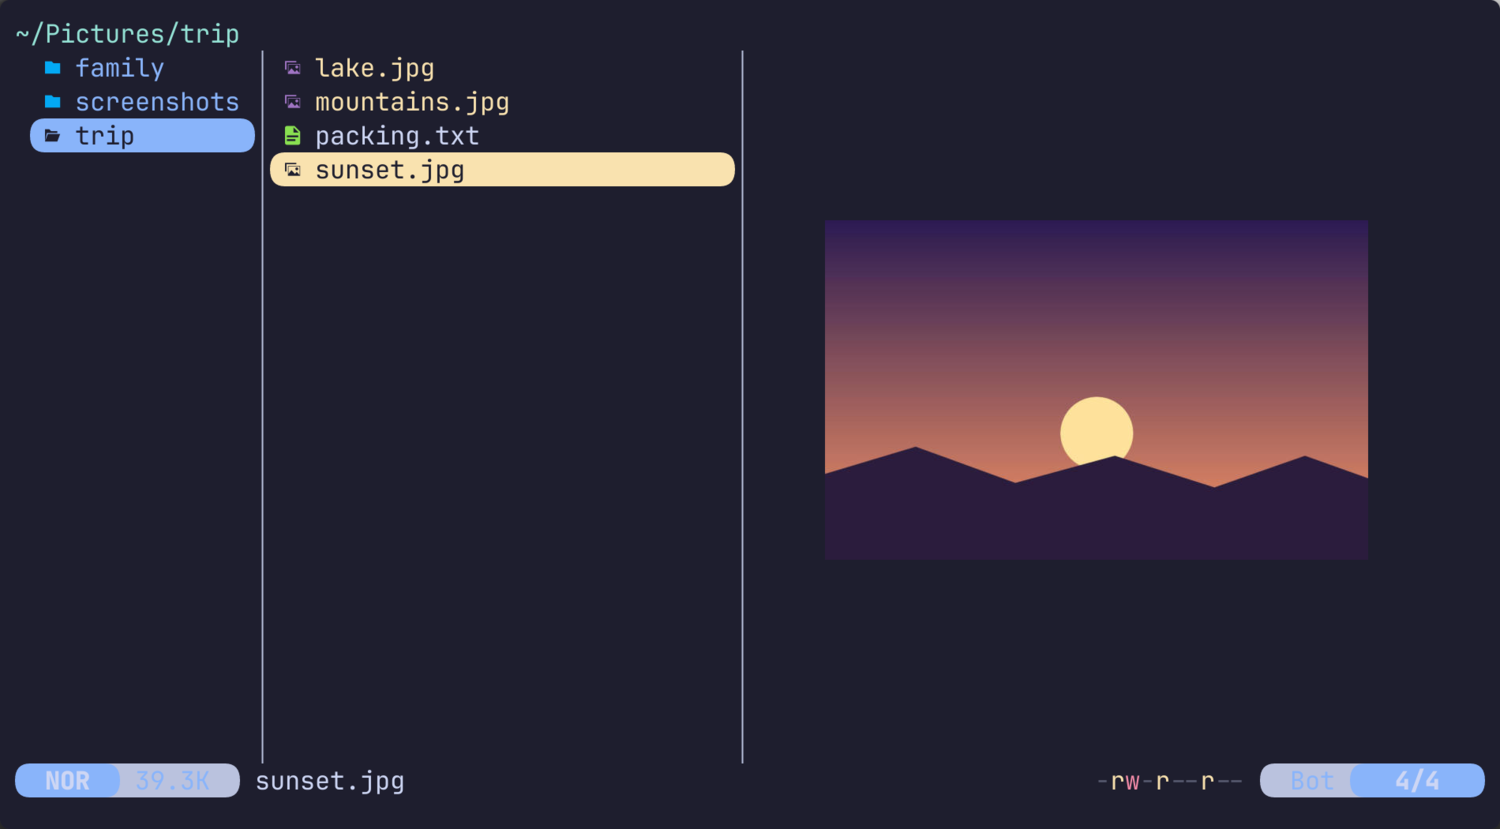 ~/Pictures/trip
family
screenshots
trip
lake.jpg
mountains.jpg
packing.txt
sunset.jpg
NOR 39.3K sunset.jpg -rw-r--r-- Bot 4/4